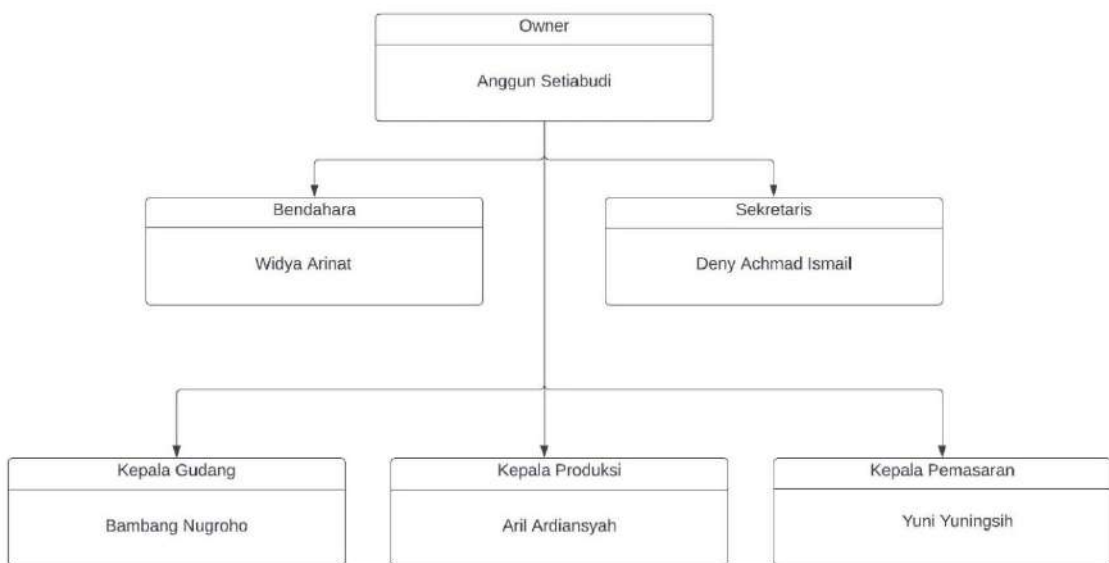 Owner
Anggun Setiabudi
Bendahara
Widya Arinat
Sekretaris
Deny Achmad Ismail
Kepala Gudang
Bambang Nugroho
Kepala Produksi
Aril Ardiansyah
Kepala Pemasaran
Yuni Yuningsih